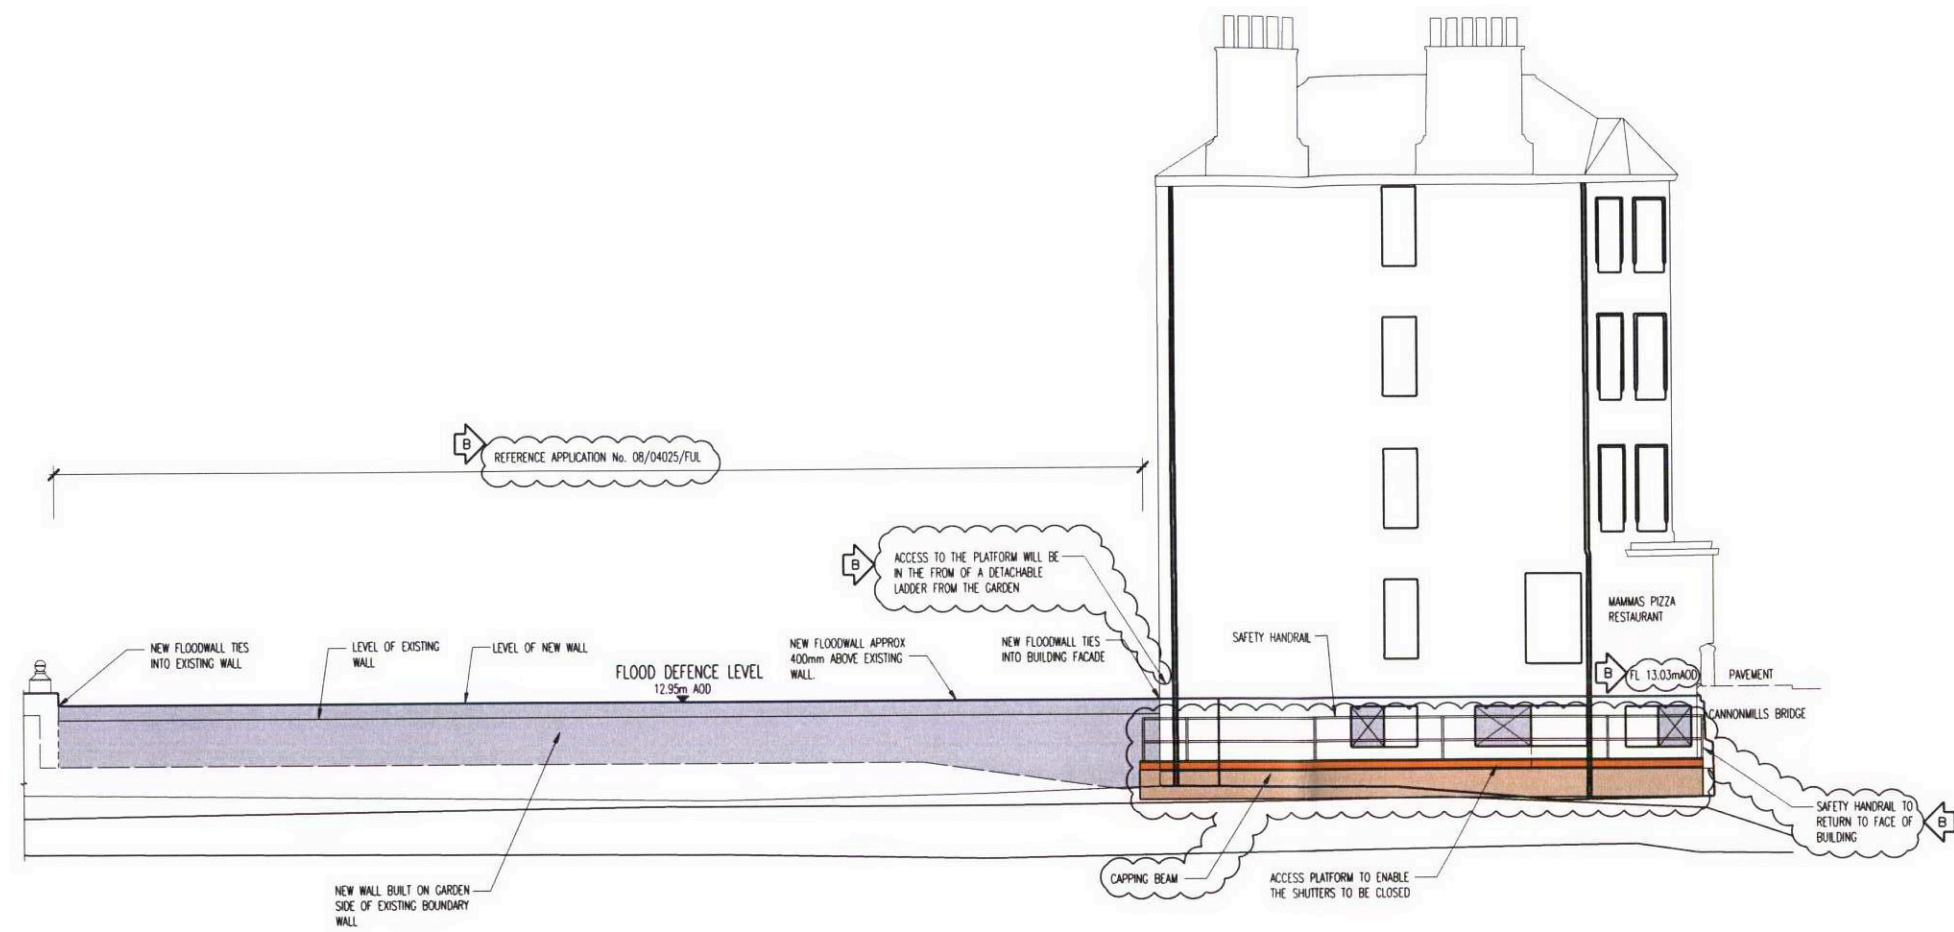 B
REFERENCE APPLICATION No. 08/04025/FUL
B
ACCESS TO THE PLATFORM WILL BE
IN THE FROM OF A DETACHABLE
LADDER FROM THE GARDEN
MAMMAS PIZZA
RESTAURANT
NEW FLOODWALL TIES
INTO EXISTING WALL
LEVEL OF EXISTING
WALL
LEVEL OF NEW WALL
FLOOD DEFENCE LEVEL
12.95m AOD
NEW FLOODWALL APPROX
400mm ABOVE EXISTING
WALL.
NEW FLOODWALL TIES
INTO BUILDING FACADE
SAFETY HANDRAIL
B
FL 13.03mAOD
PAVEMENT
CANNONMILLS BRIDGE
SAFETY HANDRAIL TO
RETURN TO FACE OF
BUILDING
B
NEW WALL BUILT ON GARDEN
SIDE OF EXISTING BOUNDARY
WALL
CAPPING BEAM
ACCESS PLATFORM TO ENABLE
THE SHUTTERS TO BE CLOSED